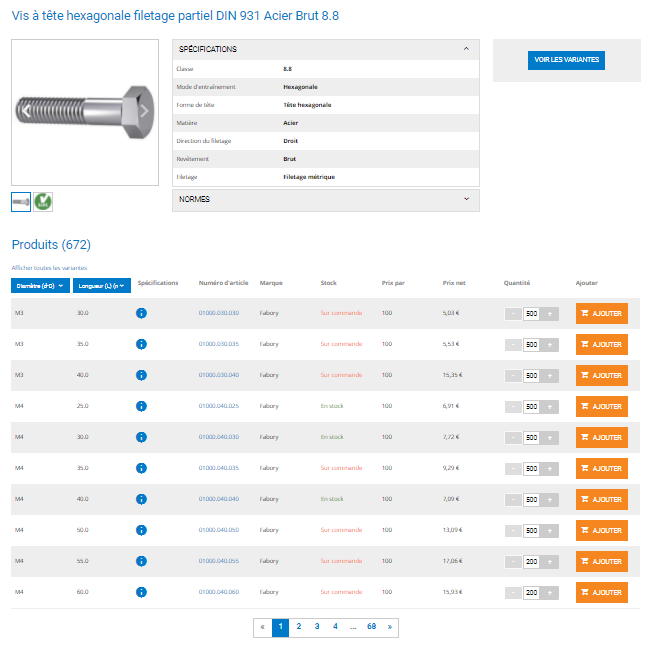 Vis à tête hexagonale filetage partiel DIN 931 Acier Brut 8.8
SPÉCIFICATIONS
Classe 8.8
Mode d'entraînement Hexagonale
Forme de tête Tête hexagonale
Matière Acier
Direction du filetage Droit
Revêtement Brut
Filetage Filetage métrique
NORMES
VOIR LES VARIANTES
Produits (672)
Afficher toutes les variantes
Diamètre (d-D) Longueur (L) (n Spécifications Numéro d'article Marque Stock Prix par Prix net Quantité Ajouter
M3 30.0 01000.030.030 Fabory Sur commande 100 5,03 € - 500 + AJOUTER
M3 35.0 01000.030.035 Fabory Sur commande 100 5,53 € - 500 + AJOUTER
M3 40.0 01000.030.040 Fabory Sur commande 100 15,35 € - 500 + AJOUTER
M4 25.0 01000.040.025 Fabory En stock 100 6,91 € - 500 + AJOUTER
M4 30.0 01000.040.030 Fabory En stock 100 7,72 € - 500 + AJOUTER
M4 35.0 01000.040.035 Fabory Sur commande 100 9,29 € - 500 + AJOUTER
M4 40.0 01000.040.040 Fabory En stock 100 7,09 € - 500 + AJOUTER
M4 50.0 01000.040.050 Fabory Sur commande 100 13,09 € - 500 + AJOUTER
M4 55.0 01000.040.055 Fabory Sur commande 100 17,06 € - 200 + AJOUTER
M4 60.0 01000.040.060 Fabory Sur commande 100 15,93 € - 200 + AJOUTER
« 1 2 3 4 ... 68 »